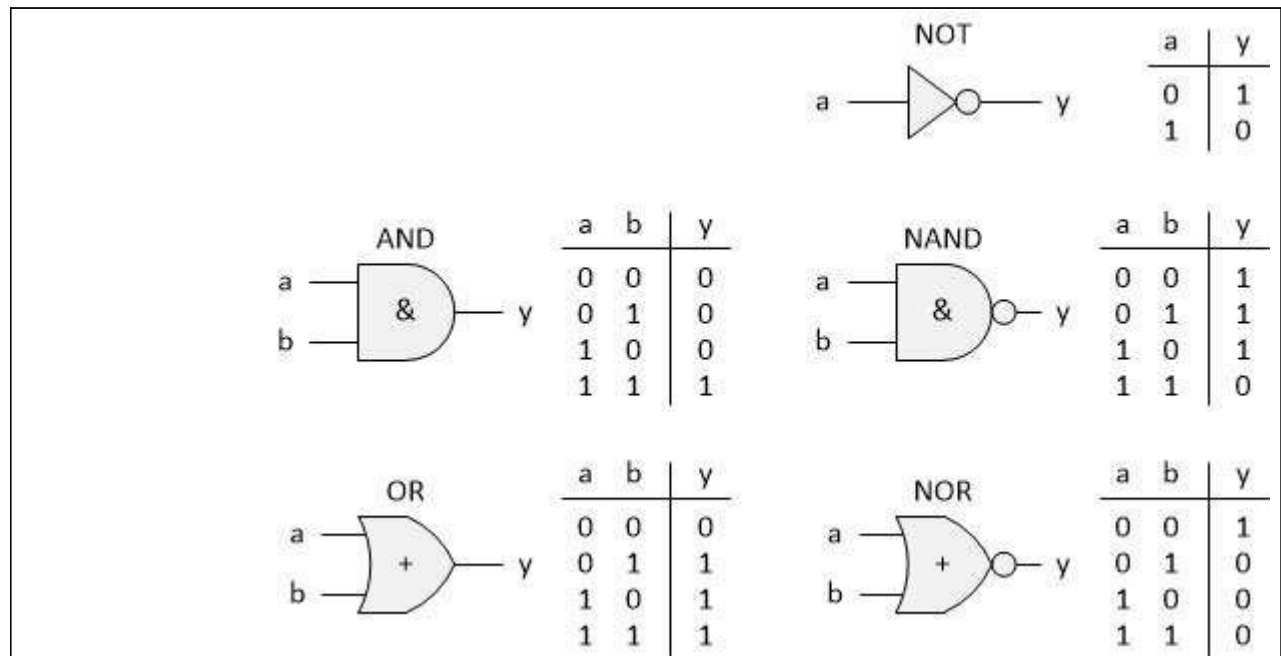 NOT
a y
a y
0 1
1 0
AND
a b y
a
& y
b
0 0 0
0 1 0
1 0 0
1 1 1
NAND
a b y
a
& y
b
0 0 1
0 1 1
1 0 1
1 1 0
OR
a b y
a
+ y
b
0 0 0
0 1 1
1 0 1
1 1 1
NOR
a b y
a
+ y
b
0 0 1
0 1 0
1 0 0
1 1 0